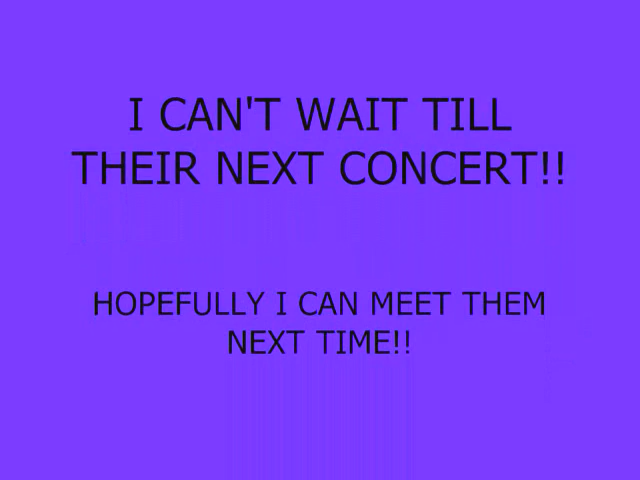 I CAN'T WAIT TILL
THEIR NEXT CONCERT!!
HOPEFULLY I CAN MEET THEM
NEXT TIME!!